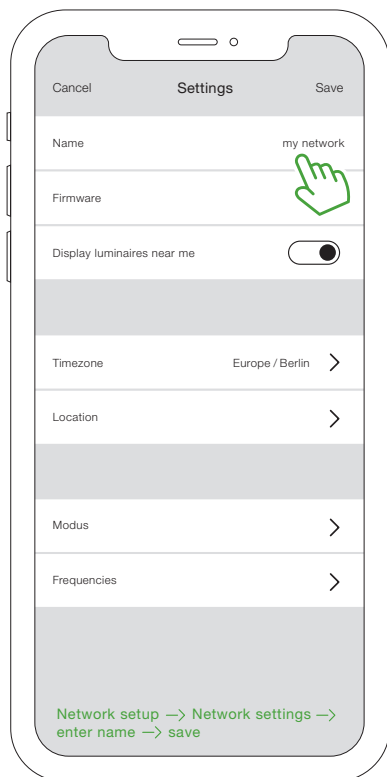 Cancel Settings Save
Name my network
Firmware
Display luminaires near me
Timezone Europe / Berlin
Location
Modus
Frequencies
Network setup —> Network settings —>
enter name —> save